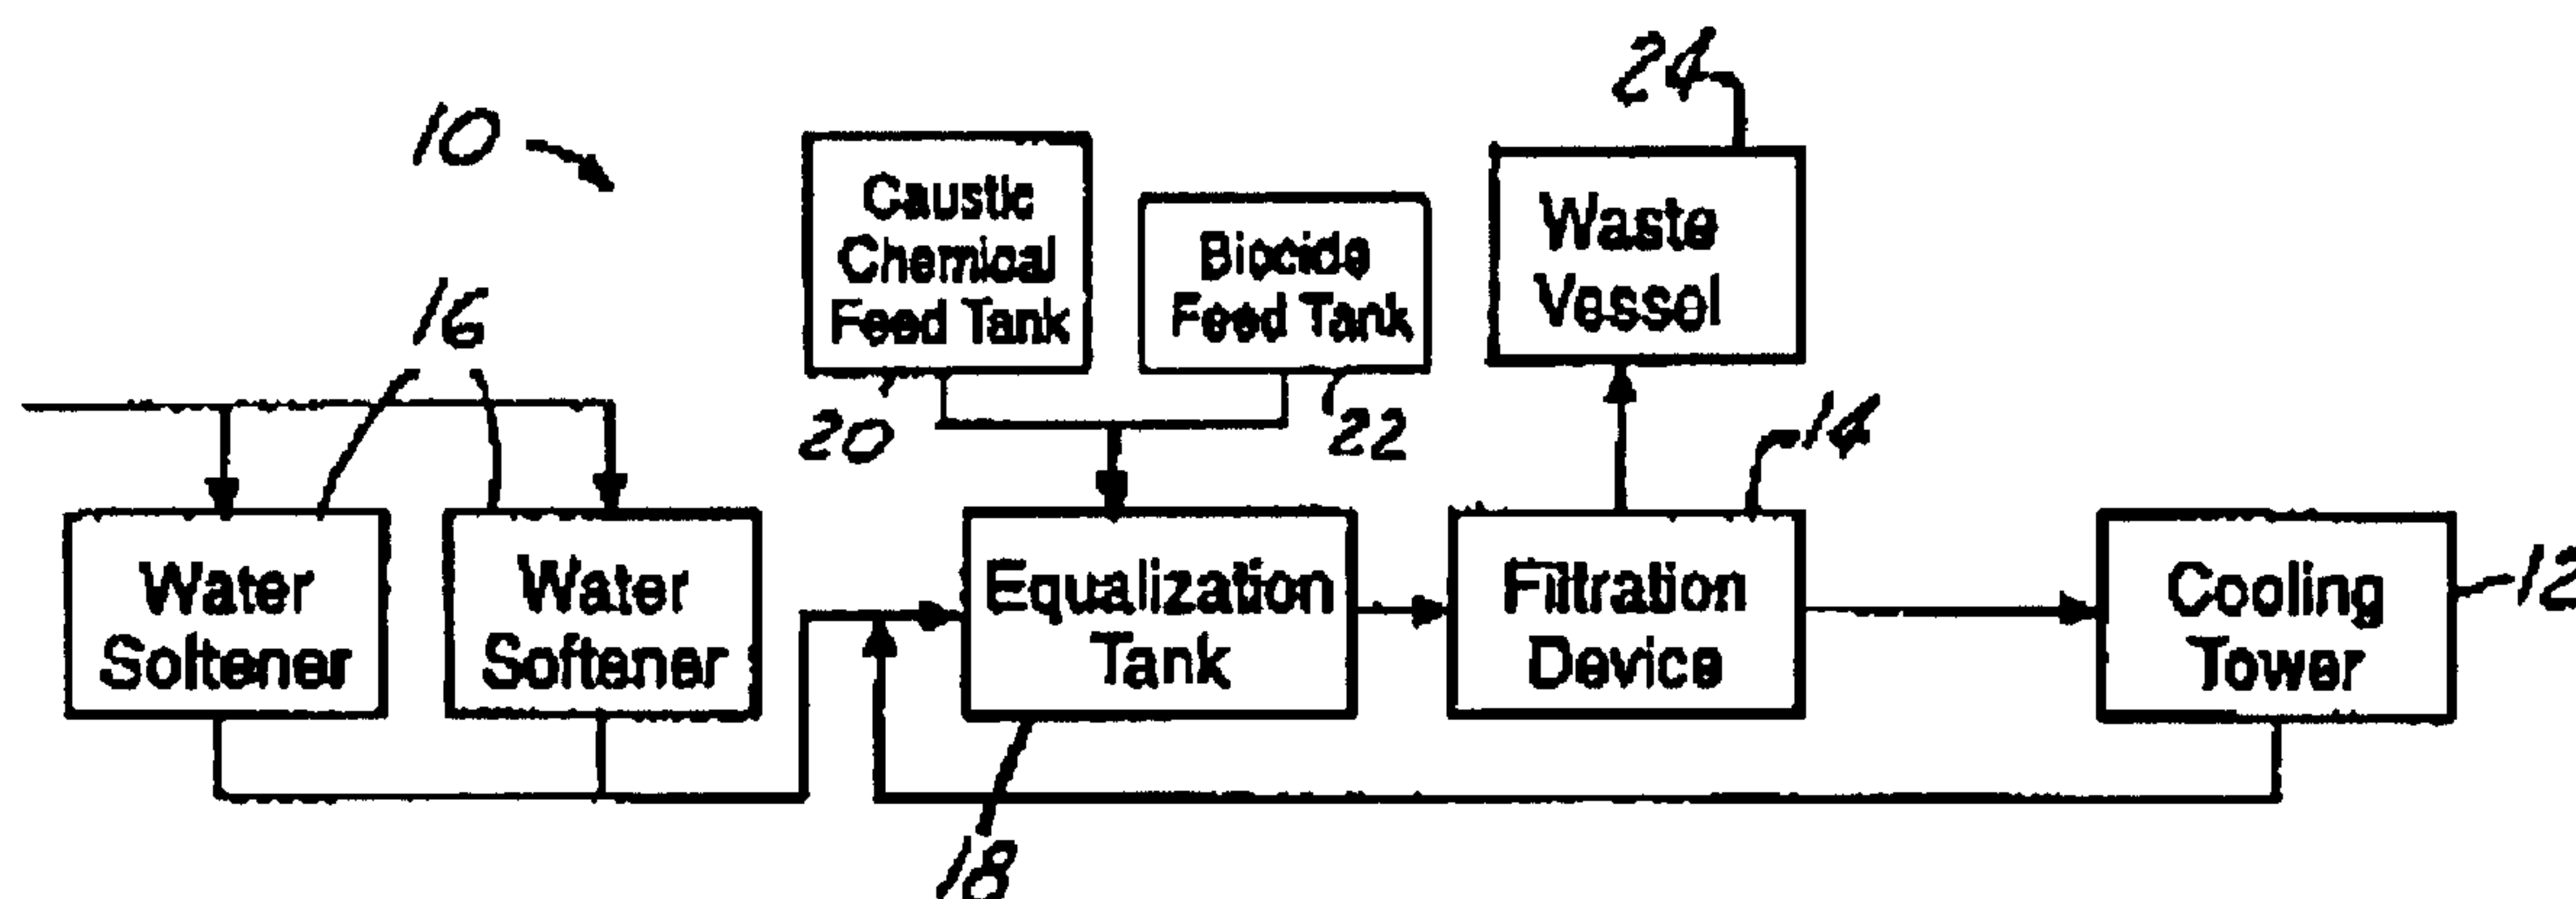 24
10
Caustic
Chemical
Feed Tank
Biocide
Feed Tank
Waste
Vessel
16
20
22
14
Water
Softener
Water
Softener
Equalization
Tank
Filtration
Device
Cooling
Tower
12
18